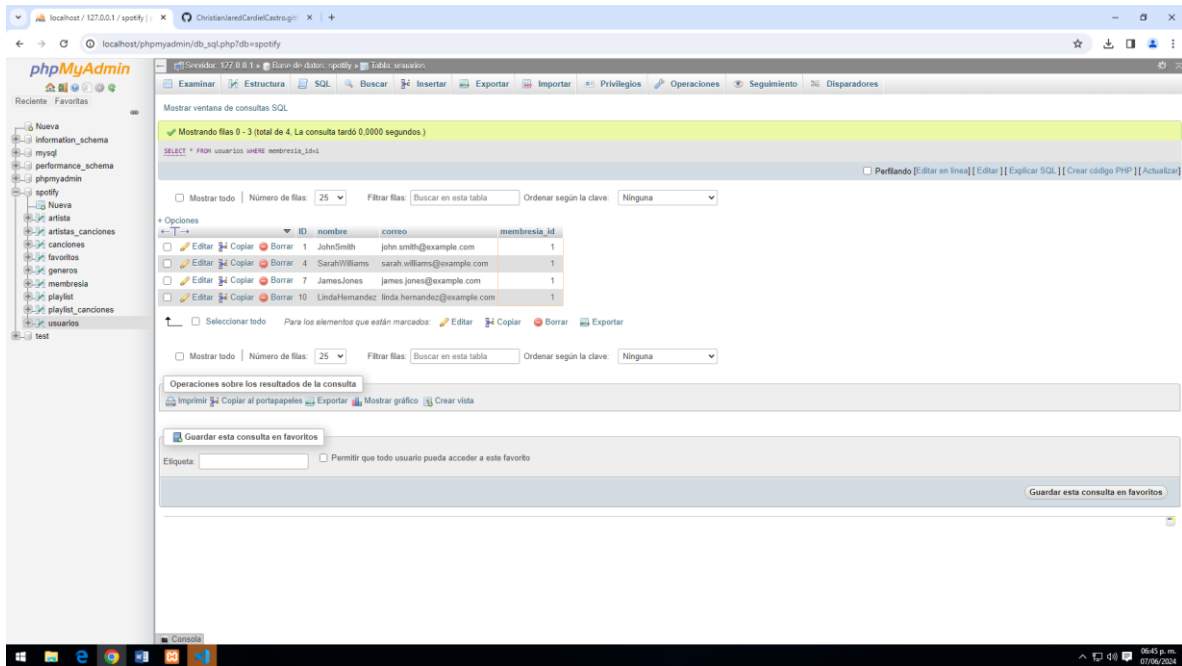 localhost / 127.0.0.1 / spotify | p
ChristianJaredCardielCastro.git
localhost/phpmyadmin/db_sql.php?db=spotify
phpMyAdmin
Reciente Favoritas
Nueva
information_schema
mysql
performance_schema
phpmyadmin
spotify
Nueva
artista
artistas_canciones
canciones
favoritos
generos
membresia
playlist
playlist_canciones
usuarios
test
Servidor: 127.0.0.1 » Base de datos: spotify » Tabla: usuarios
Examinar Estructura SQL Buscar Insertar Exportar Importar Privilegios Operaciones Seguimiento Disparadores
Mostrar ventana de consultas SQL
Mostrando filas 0 - 3 (total de 4, La consulta tardó 0,0000 segundos.)
SELECT * FROM usuarios WHERE membresia_id=1
Perfilando [Editar en línea] [ Editar ] [ Explicar SQL ] [ Crear código PHP ] [ Actualizar]
Mostrar todo | Número de filas: 25 Filtrar filas: Buscar en esta tabla Ordenar según la clave: Ninguna
+ Opciones
←T→ ID nombre correo membresia_id
Editar Copiar Borrar 1 JohnSmith john.smith@example.com 1
Editar Copiar Borrar 4 SarahWilliams sarah.williams@example.com 1
Editar Copiar Borrar 7 JamesJones james.jones@example.com 1
Editar Copiar Borrar 10 LindaHernandez linda.hernandez@example.com 1
Seleccionar todo Para los elementos que están marcados: Editar Copiar Borrar Exportar
Mostrar todo | Número de filas: 25 Filtrar filas: Buscar en esta tabla Ordenar según la clave: Ninguna
Operaciones sobre los resultados de la consulta
Imprimir Copiar al portapapeles Exportar Mostrar gráfico Crear vista
Guardar esta consulta en favoritos
Etiqueta: Permitir que todo usuario pueda acceder a este favorito
Guardar esta consulta en favoritos
Consola
06:45 p. m.
07/06/2024